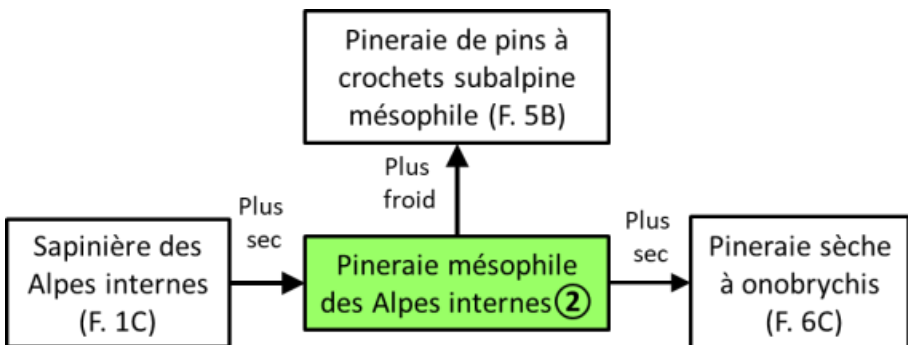 Pineraie de pins à
crochets subalpine
mésophile (F. 5B)
Plus
froid
Plus
sec
Plus
sec
Sapinière des
Alpes internes
(F. 1C)
Pineraie mésophile
des Alpes internes ②
Pineraie sèche
à onobrychis
(F. 6C)